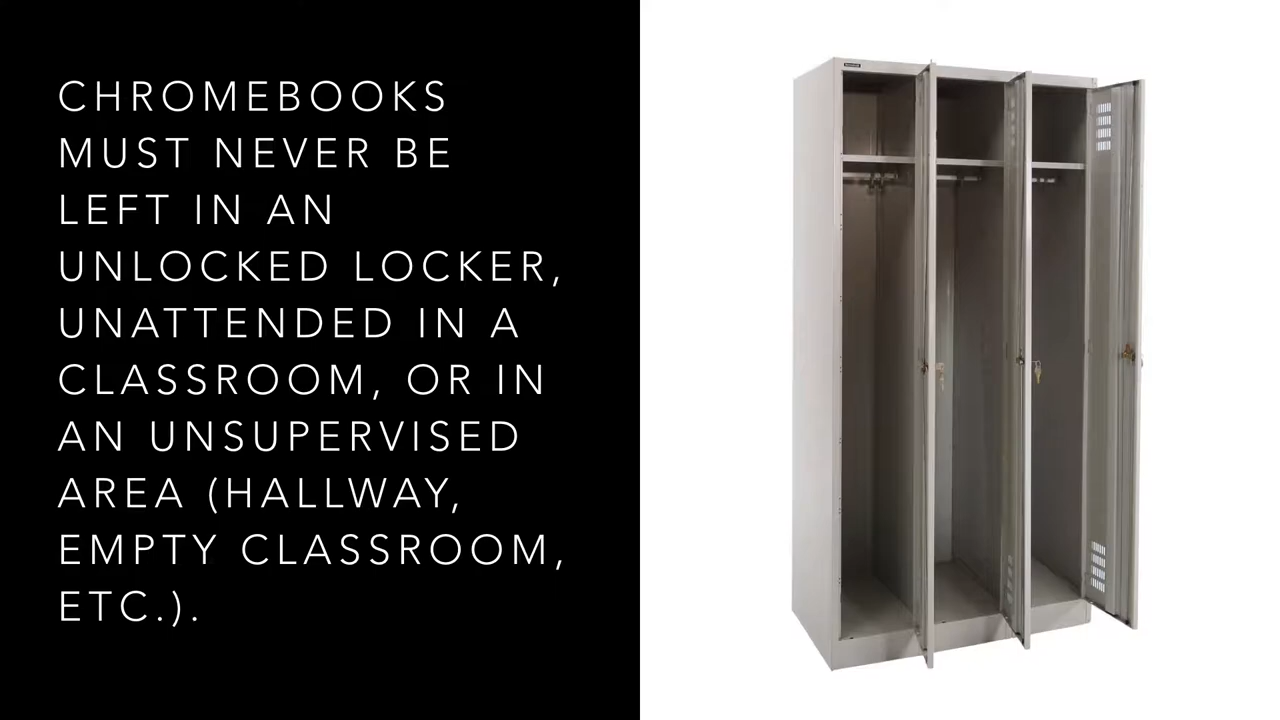 CHROMEBOOKS
MUST NEVER BE
LEFT IN AN
UNLOCKED LOCKER,
UNATTENDED IN A
CLASSROOM, OR IN
AN UNSUPERVISED
AREA (HALLWAY,
EMPTY CLASSROOM,
ETC.).